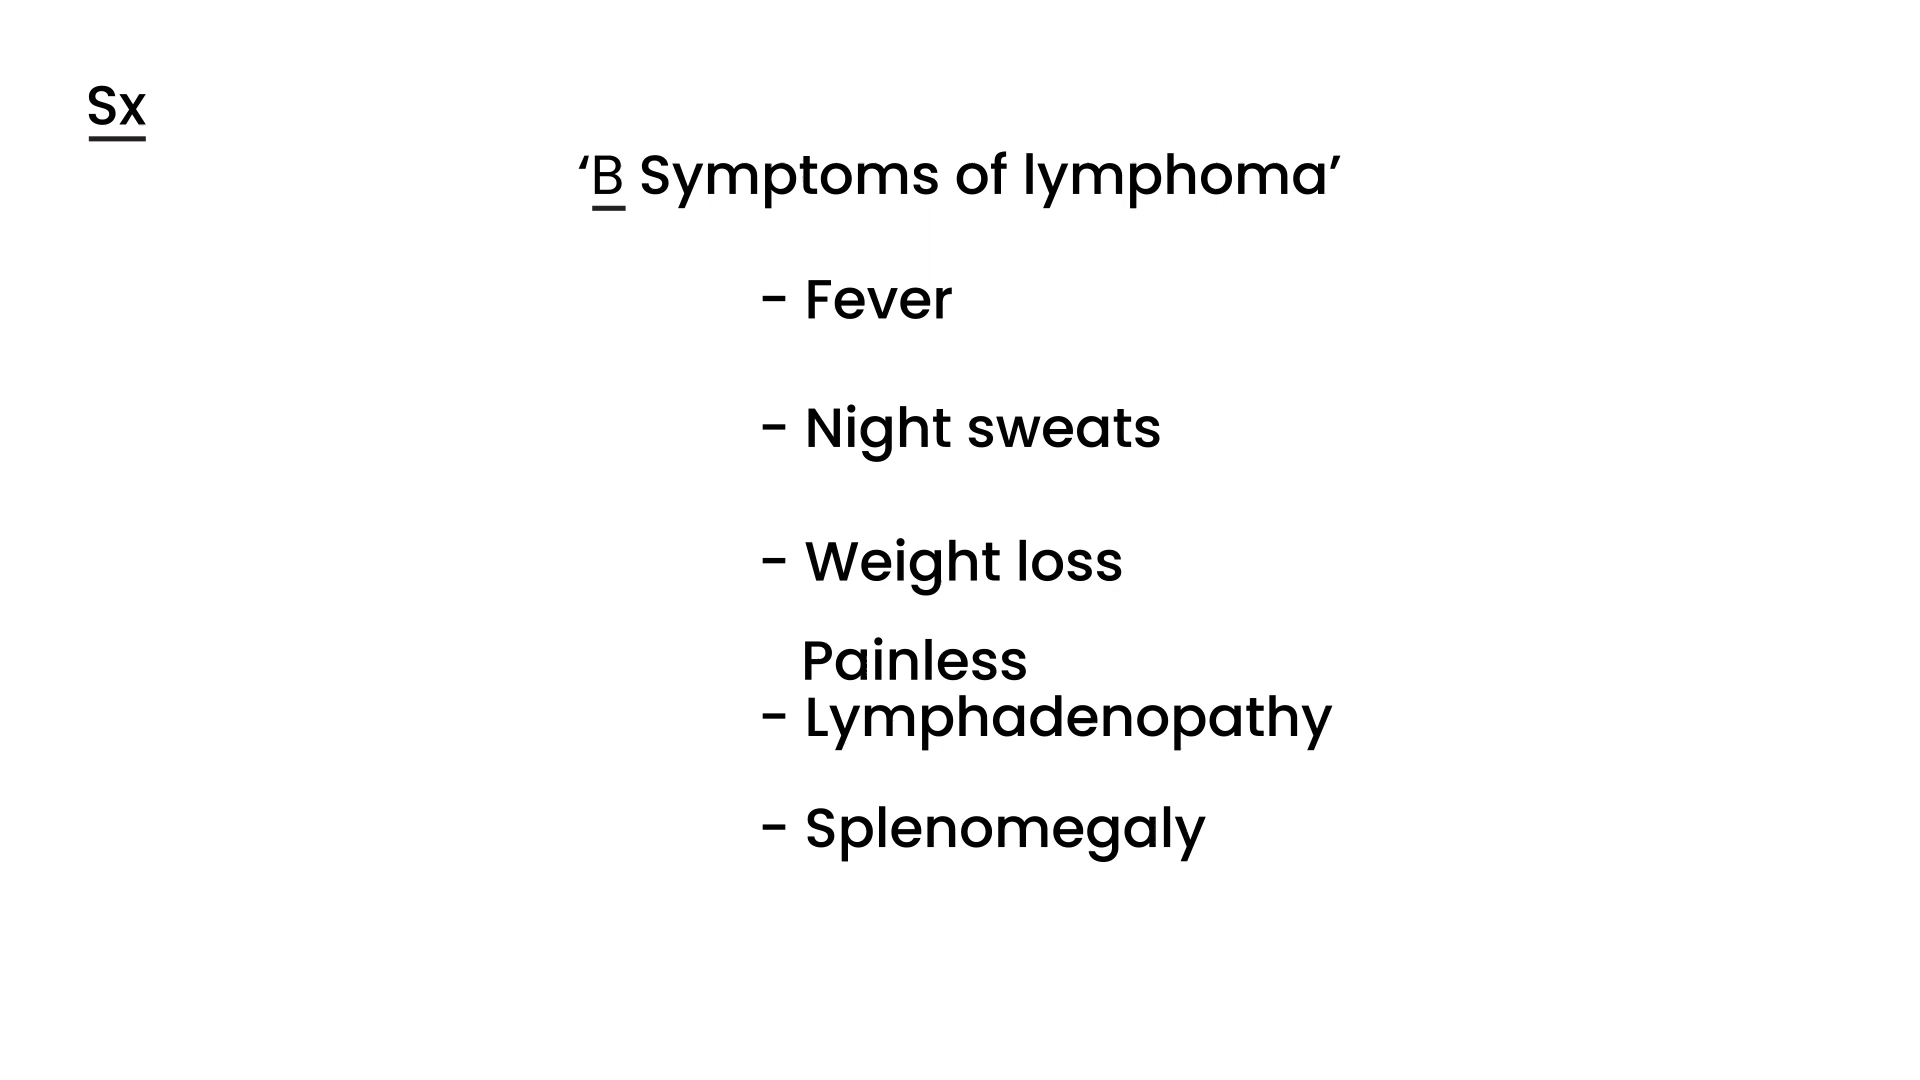 Sx
‘B Symptoms of lymphoma’
- Fever
- Night sweats
- Weight loss
Painless
- Lymphadenopathy
- Splenomegaly